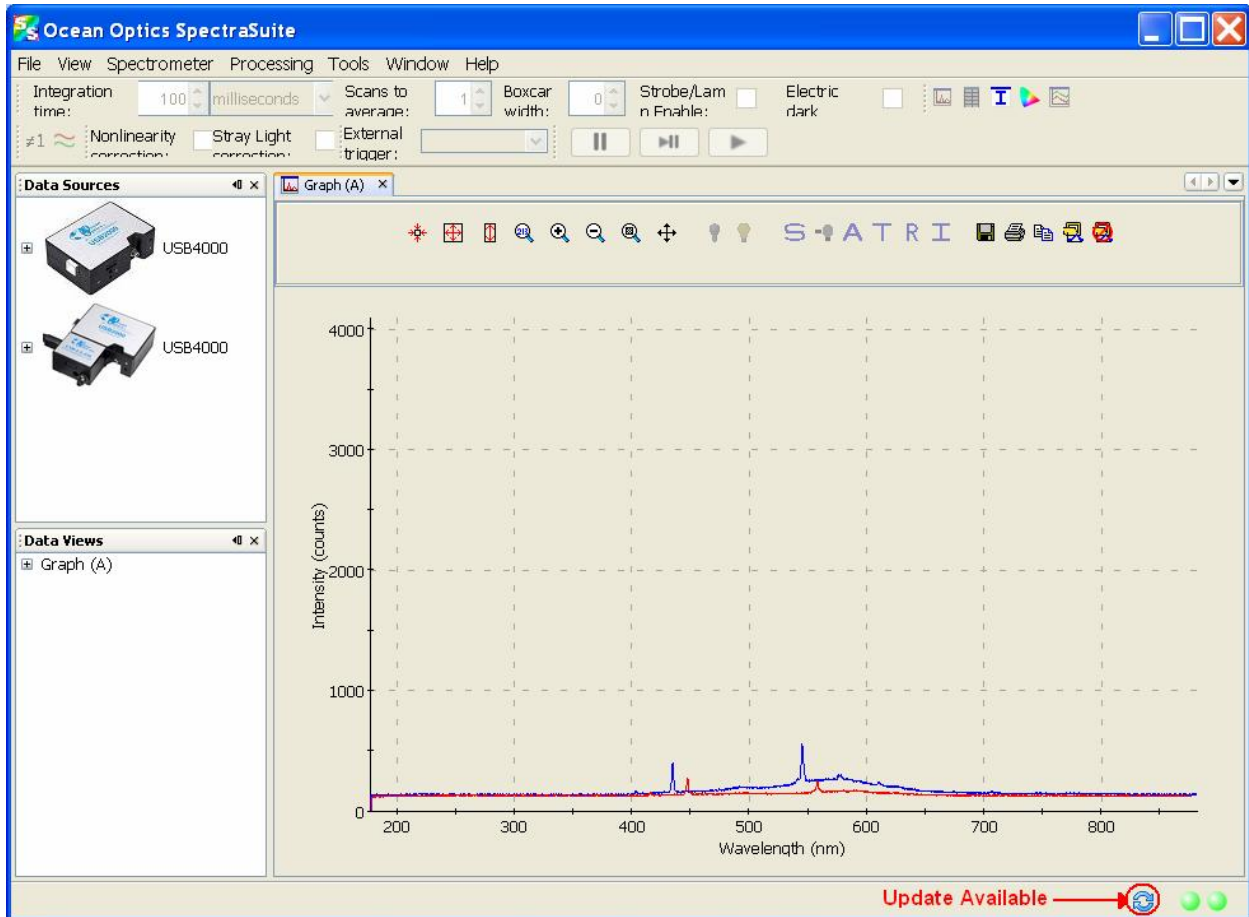 Ocean Optics SpectraSuite
File View Spectrometer Processing Tools Window Help
Integration time: 100 milliseconds Scans to average: 1 Boxcar width: 0 Strobe/Lam n Enable: Electric dark
≠1 Nonlinearity correction: Stray Light correction: External trigger:
Data Sources
USB4000
USB4000
Data Views
Graph (A)
Graph (A)
S A T R I
4000
3000
2000
1000
0
Intensity (counts)
200 300 400 500 600 700 800
Wavelength (nm)
Update Available